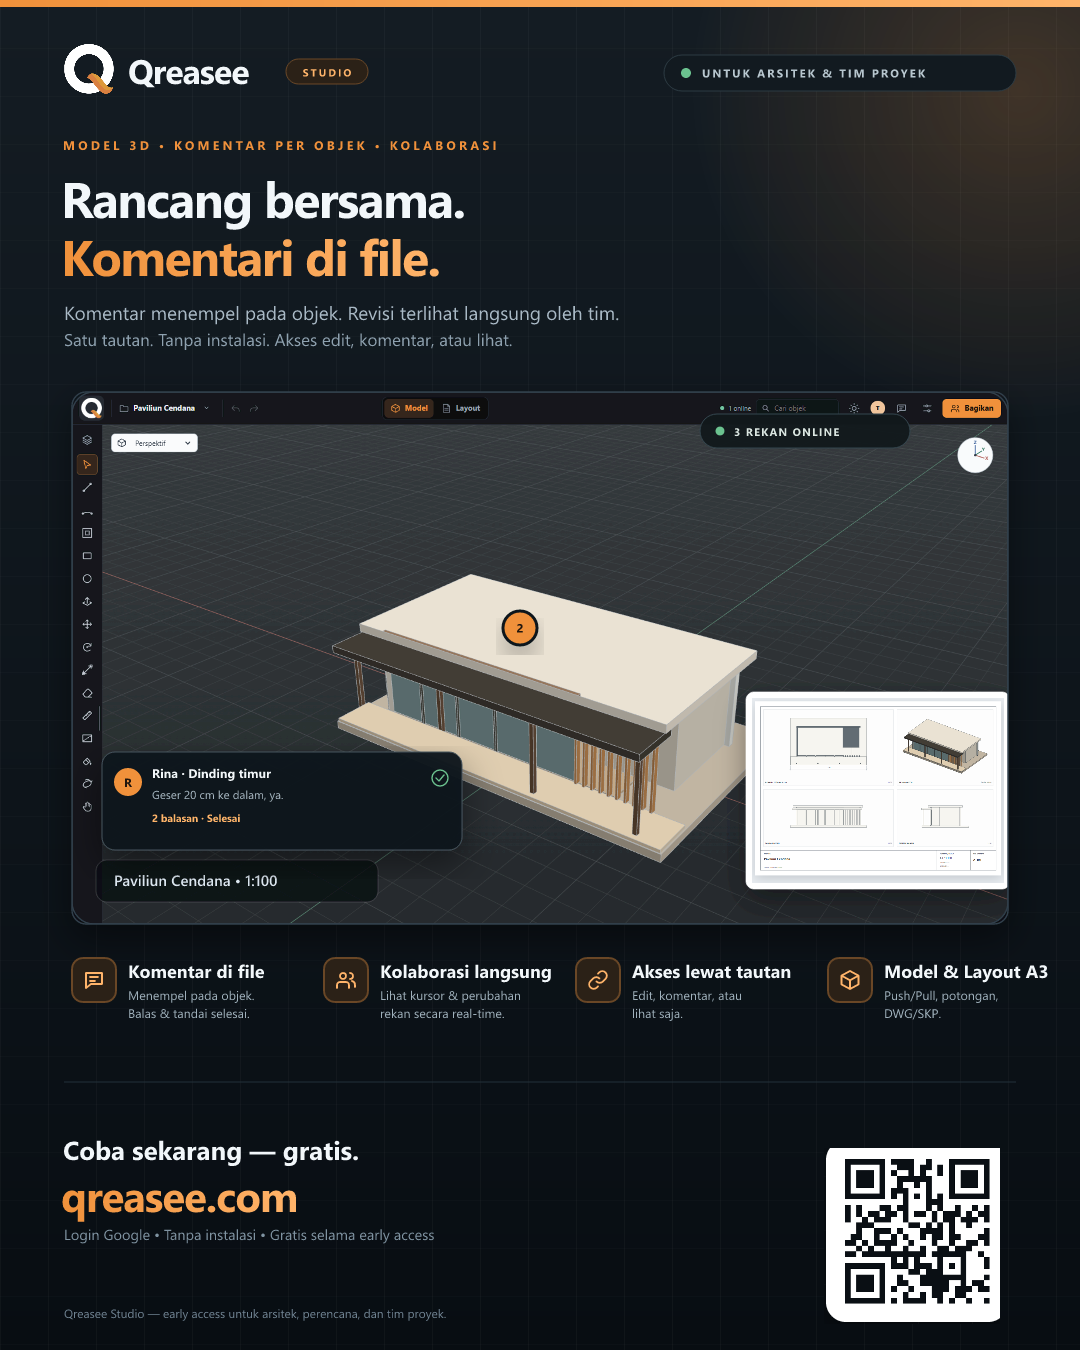 Qreasee
STUDIO
UNTUK ARSITEK & TIM PROYEK
MODEL 3D • KOMENTAR PER OBJEK • KOLABORASI
Rancang bersama.
Komentari di file.
Komentar menempel pada objek. Revisi terlihat langsung oleh tim.
Satu tautan. Tanpa instalasi. Akses edit, komentar, atau lihat.
Paviliun Cendana
Model
Layout
1 online
Cari objek
T
Bagikan
3 REKAN ONLINE
Perspektif
2
R
Rina · Dinding timur
Geser 20 cm ke dalam, ya.
2 balasan · Selesai
Paviliun Cendana • 1:100
Komentar di file
Menempel pada objek.
Balas & tandai selesai.
Kolaborasi langsung
Lihat kursor & perubahan
rekan secara real-time.
Akses lewat tautan
Edit, komentar, atau
lihat saja.
Model & Layout A3
Push/Pull, potongan,
DWG/SKP.
Coba sekarang — gratis.
qreasee.com
Login Google • Tanpa instalasi • Gratis selama early access
Qreasee Studio — early access untuk arsitek, perencana, dan tim proyek.